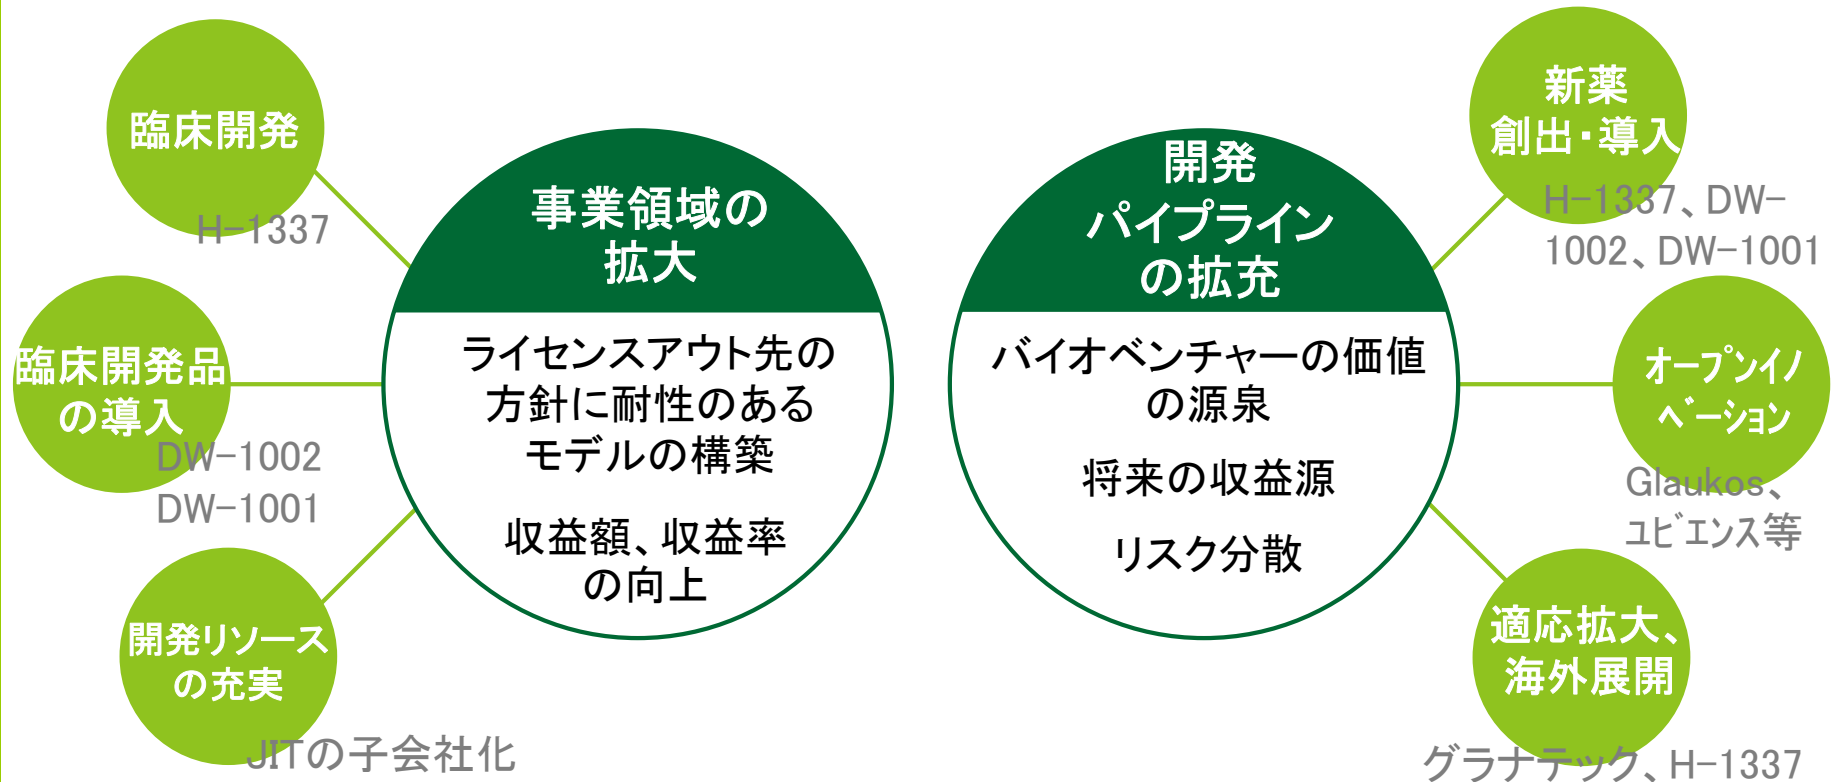 臨床開発
H-1337
臨床開発品
の導入
DW-1002
DW-1001
開発リソース
の充実
JITの子会社化
事業領域の
拡大
ライセンスアウト先の
方針に耐性のある
モデルの構築
収益額、収益率
の向上
開発
パイプライン
の拡充
バイオベンチャーの価値
の源泉
将来の収益源
リスク分散
新薬
創出・導入
H-1337、DW-
1002、DW-1001
オープンイノ
ベーション
Glaukos、
ユビエンス等
適応拡大、
海外展開
グラナテック、H-1337